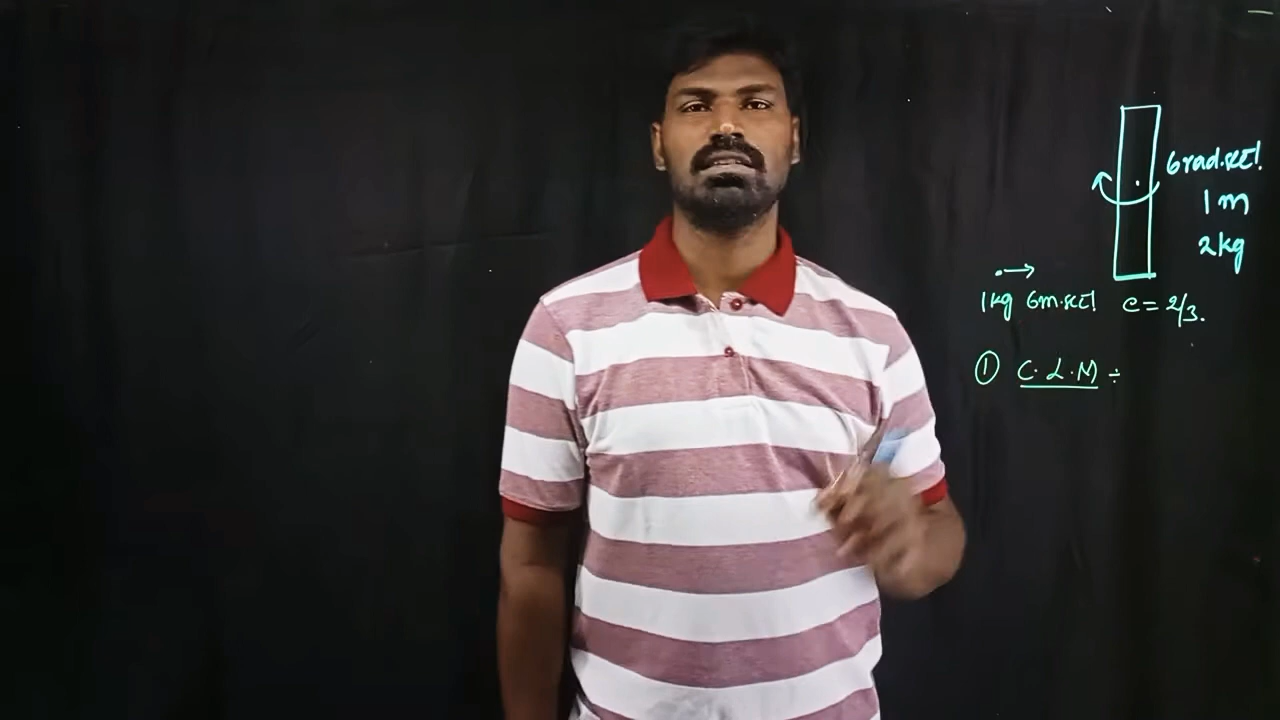 6rad.sec⁻¹
1m
2kg
1kg 6m.sec⁻¹ e = 2/3.
① C.L.M ÷